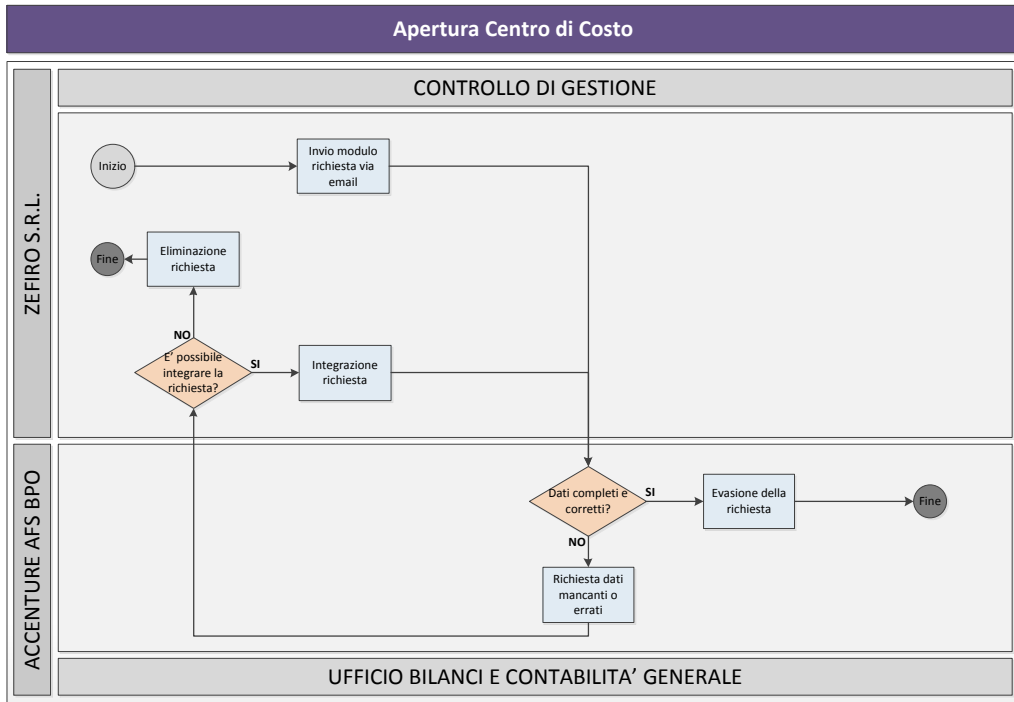 Apertura Centro di Costo
CONTROLLO DI GESTIONE
ZEFIRO S.R.L.
Inizio
Invio modulo
richiesta via
email
Fine
Eliminazione
richiesta
NO
E' possibile
integrare la
richiesta?
SI
Integrazione
richiesta
ACCENTURE AFS BPO
Dati completi e
corretti?
SI
Evasione della
richiesta
Fine
NO
Richiesta dati
mancanti o
errati
UFFICIO BILANCI E CONTABILITA' GENERALE